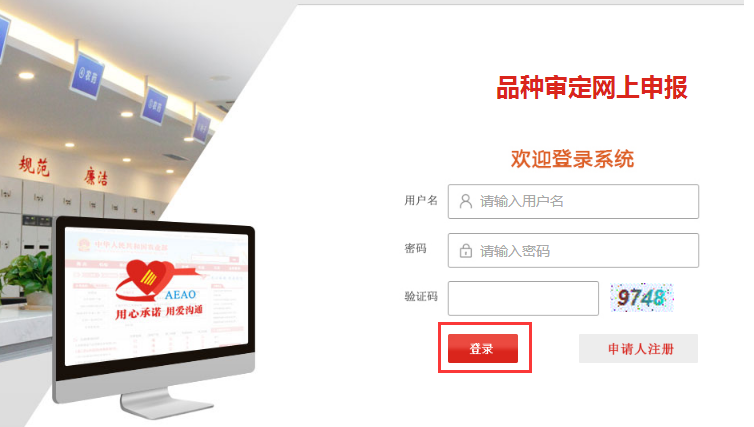 品种审定网上申报
欢迎登录系统
用户名 请输入用户名
密码 请输入密码
验证码 9748
登录 申请人注册
规范 廉洁
AEAO
用心承诺 用爱沟通